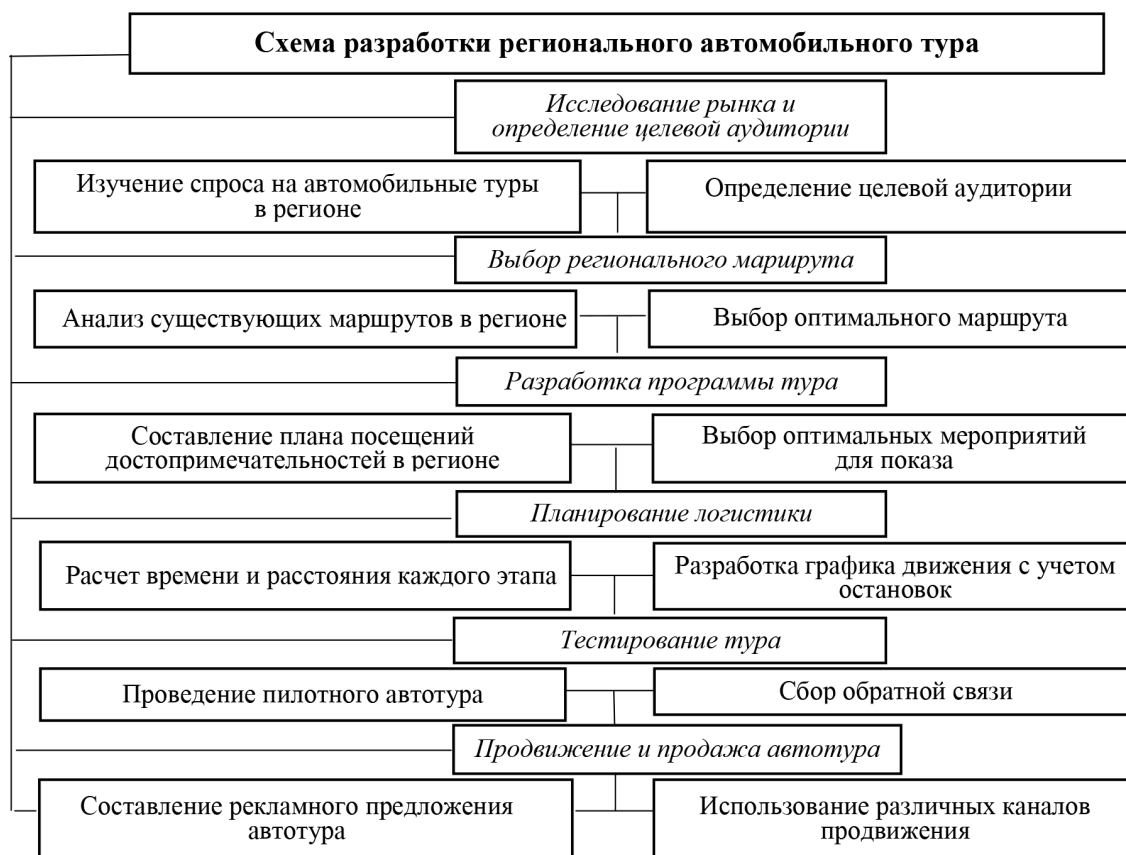 Схема разработки регионального автомобильного тура
Исследование рынка и
определение целевой аудитории
Изучение спроса на автомобильные туры
в регионе
Определение целевой аудитории
Выбор регионального маршрута
Анализ существующих маршрутов в регионе
Выбор оптимального маршрута
Разработка программы тура
Составление плана посещений
достопримечательностей в регионе
Выбор оптимальных мероприятий
для показа
Планирование логистики
Расчет времени и расстояния каждого этапа
Разработка графика движения с учетом
остановок
Тестирование тура
Проведение пилотного автотура
Сбор обратной связи
Продвижение и продажа автотура
Составление рекламного предложения
автотура
Использование различных каналов
продвижения